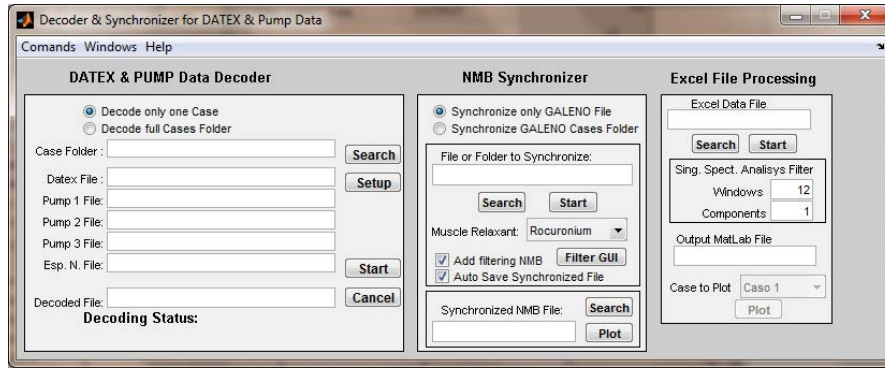 Decoder & Synchronizer for DATEX & Pump Data
Comands Windows Help
DATEX & PUMP Data Decoder
Decode only one Case
Decode full Cases Folder
Case Folder :
Search
Datex File :
Setup
Pump 1 File:
Pump 2 File:
Pump 3 File:
Esp. N. File:
Start
Decoded File:
Cancel
Decoding Status:
NMB Synchronizer
Synchronize only GALENO File
Synchronize GALENO Cases Folder
File or Folder to Synchronize:
Search Start
Muscle Relaxant: Rocuronium
Add filtering NMB Filter GUI
Auto Save Synchronized File
Synchronized NMB File: Search
Plot
Excel File Processing
Excel Data File
Search Start
Sing. Spect. Analisys Filter
Windows 12
Components 1
Output MatLab File
Case to Plot Caso 1
Plot